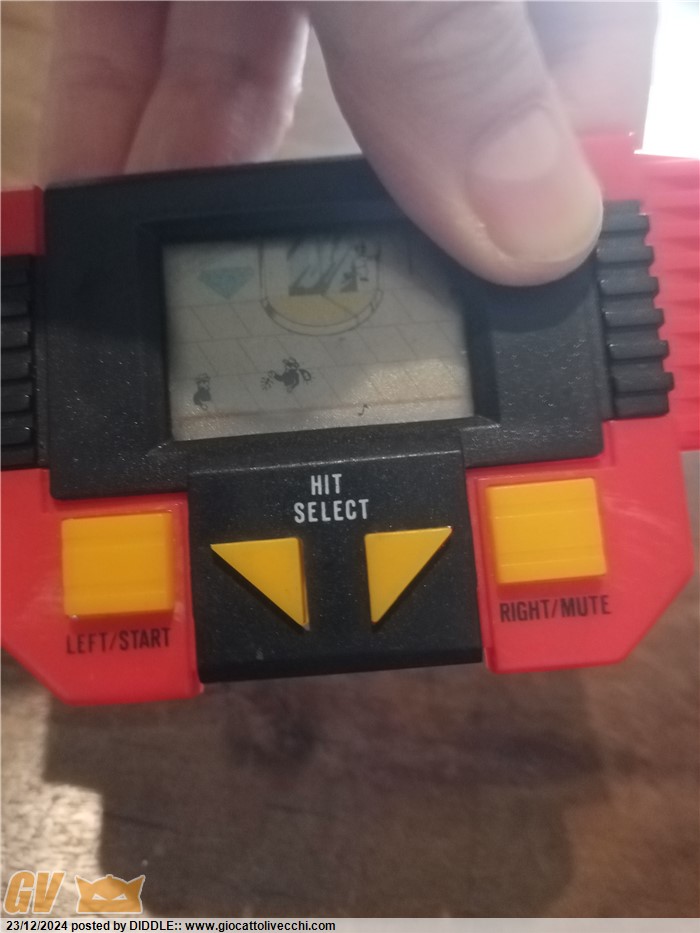 HIT
SELECT
LEFT/START
RIGHT/MUTE
GV
23/12/2024 posted by DIDDLE:: www.giocattolivecchi.com